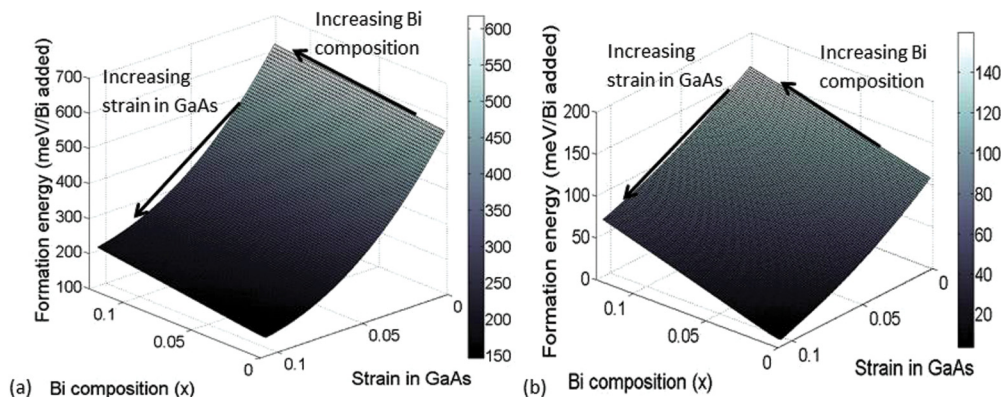 Increasing Bi
composition
Increasing
strain in GaAs
Formation energy (meV/Bi added)
700
600
500
400
300
200
100
0.1
0.05
0
0.1
0.05
0
600
550
500
450
400
350
300
250
200
150
(a) Bi composition (x)
Strain in GaAs
Increasing
strain in GaAs
Increasing Bi
composition
Formation energy (meV/Bi added)
200
150
100
50
0
0.1
0.05
0
0.1
0.05
0
140
120
100
80
60
40
20
(b) Bi composition (x)
Strain in GaAs